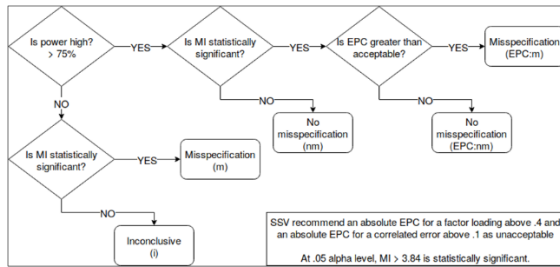 Is power high?
> 75%
YES
Is MI statistically
significant?
YES
Is EPC greater than
acceptable?
YES
Misspecification
(EPC:m)
NO
NO
NO
No
misspecification
(nm)
No
misspecification
(EPC:nm)
Is MI statistically
significant?
YES
Misspecification
(m)
NO
Inconclusive
(i)
SSV recommend an absolute EPC for a factor loading above .4 and
an absolute EPC for a correlated error above .1 as unacceptable
At .05 alpha level, MI > 3.84 is statistically significant.